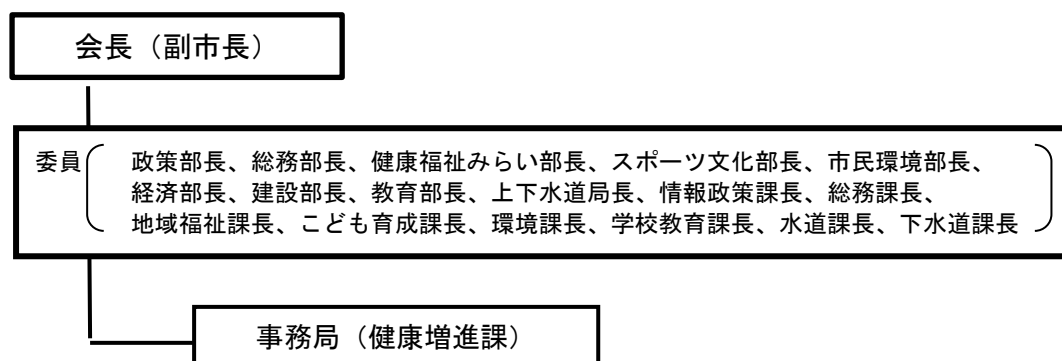 会長（副市長）
委員 政策部長、総務部長、健康福祉みらい部長、スポーツ文化部長、市民環境部長、
経済部長、建設部長、教育部長、上下水道局長、情報政策課長、総務課長、
地域福祉課長、こども育成課長、環境課長、学校教育課長、水道課長、下水道課長
事務局（健康増進課）